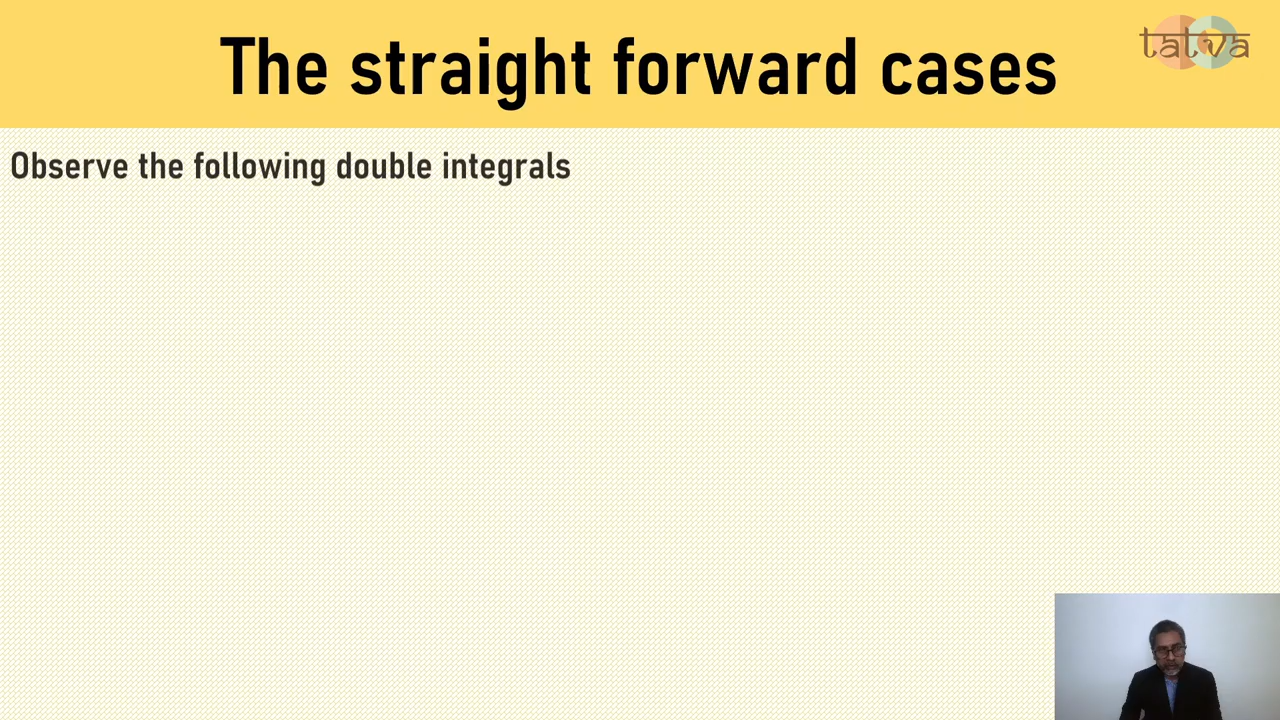 The straight forward cases
tatva
Observe the following double integrals